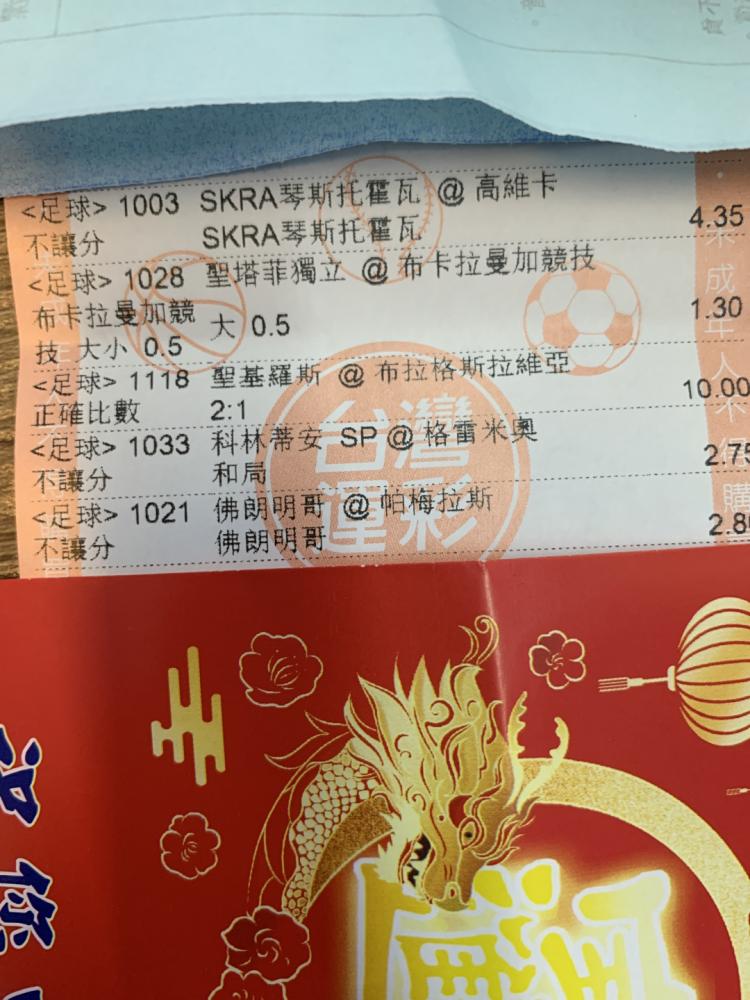 <足球> 1003 SKRA琴斯托霍瓦 @ 高維卡
不讓分 SKRA琴斯托霍瓦 4.35
<足球> 1028 聖塔菲獨立 @ 布卡拉曼加競技
布卡拉曼加競 大 0.5 1.30
技 大小 0.5
<足球> 1118 聖基羅斯 @ 布拉格斯拉維亞
正確比數 2:1 10.00
<足球> 1033 科林蒂安 SP @ 格雷米奧
不讓分 和局 2.75
<足球> 1021 佛朗明哥 @ 帕梅拉斯
不讓分 佛朗明哥 2.8
台灣
運彩